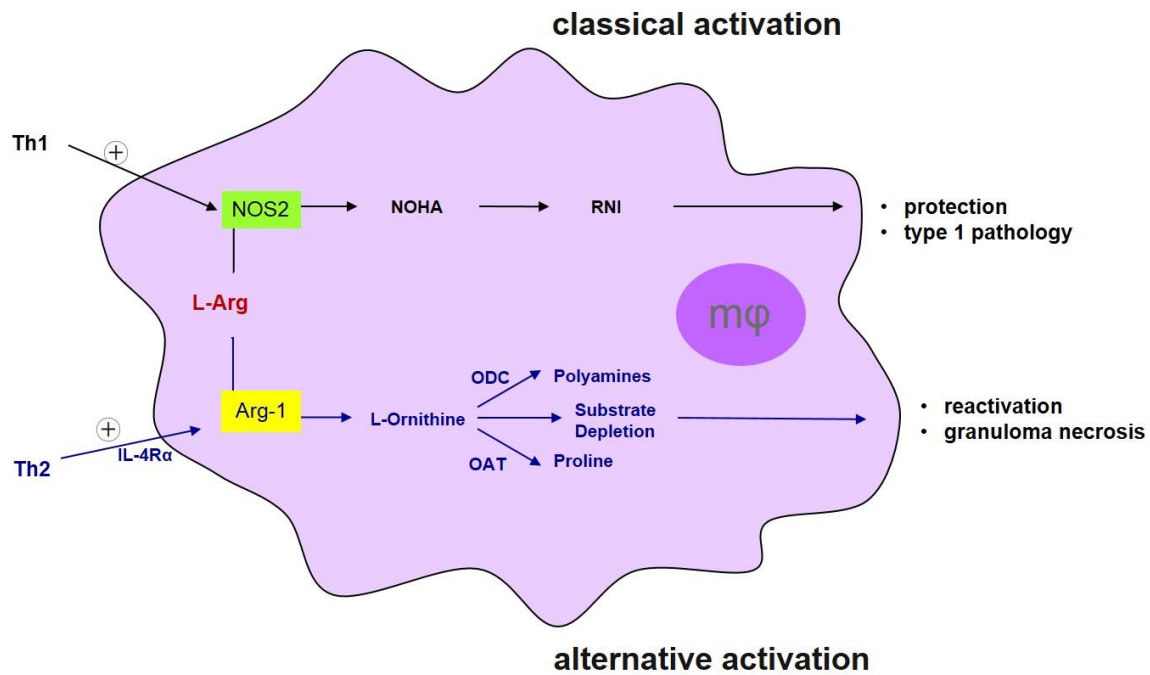 classical activation
Th1
+
NOS2
NOHA
RNI
• protection
• type 1 pathology
L-Arg
mφ
ODC
Polyamines
Arg-1
L-Ornithine
Substrate
Depletion
• reactivation
• granuloma necrosis
+
IL-4Rα
Th2
OAT
Proline
alternative activation